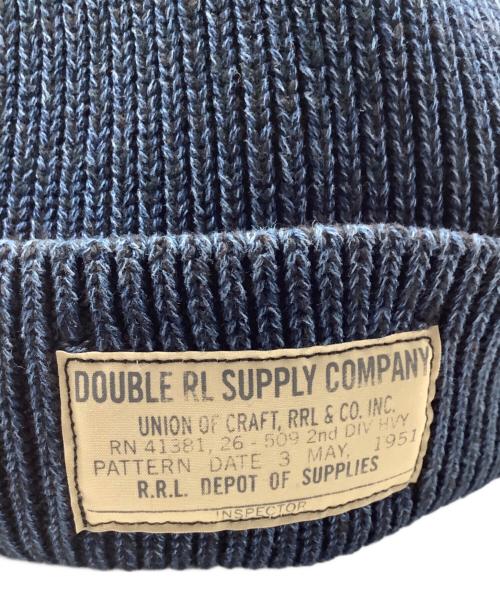 DOUBLE RL SUPPLY COMPANY
UNION OF CRAFT, RRL & CO. INC.
RN 41381, 26 - 509 2nd DIV HVY
PATTERN DATE 3 MAY, 1951
R.R.L. DEPOT OF SUPPLIES
INSPECTOR